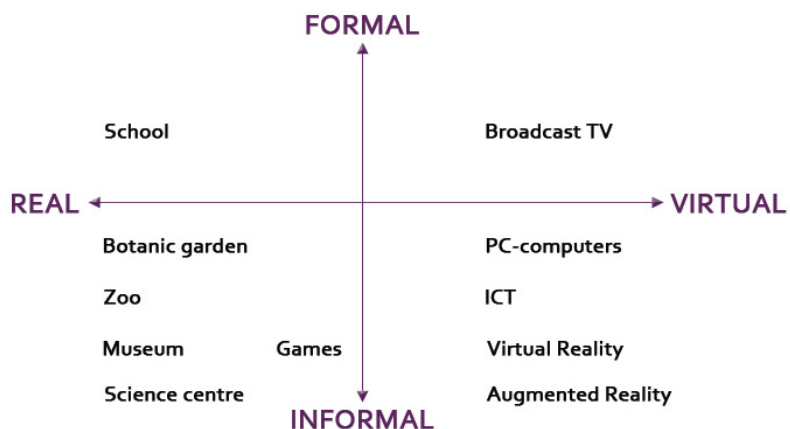 FORMAL
School
Broadcast TV
REAL
VIRTUAL
Botanic garden
PC-computers
Zoo
ICT
Museum
Games
Virtual Reality
Science centre
Augmented Reality
INFORMAL